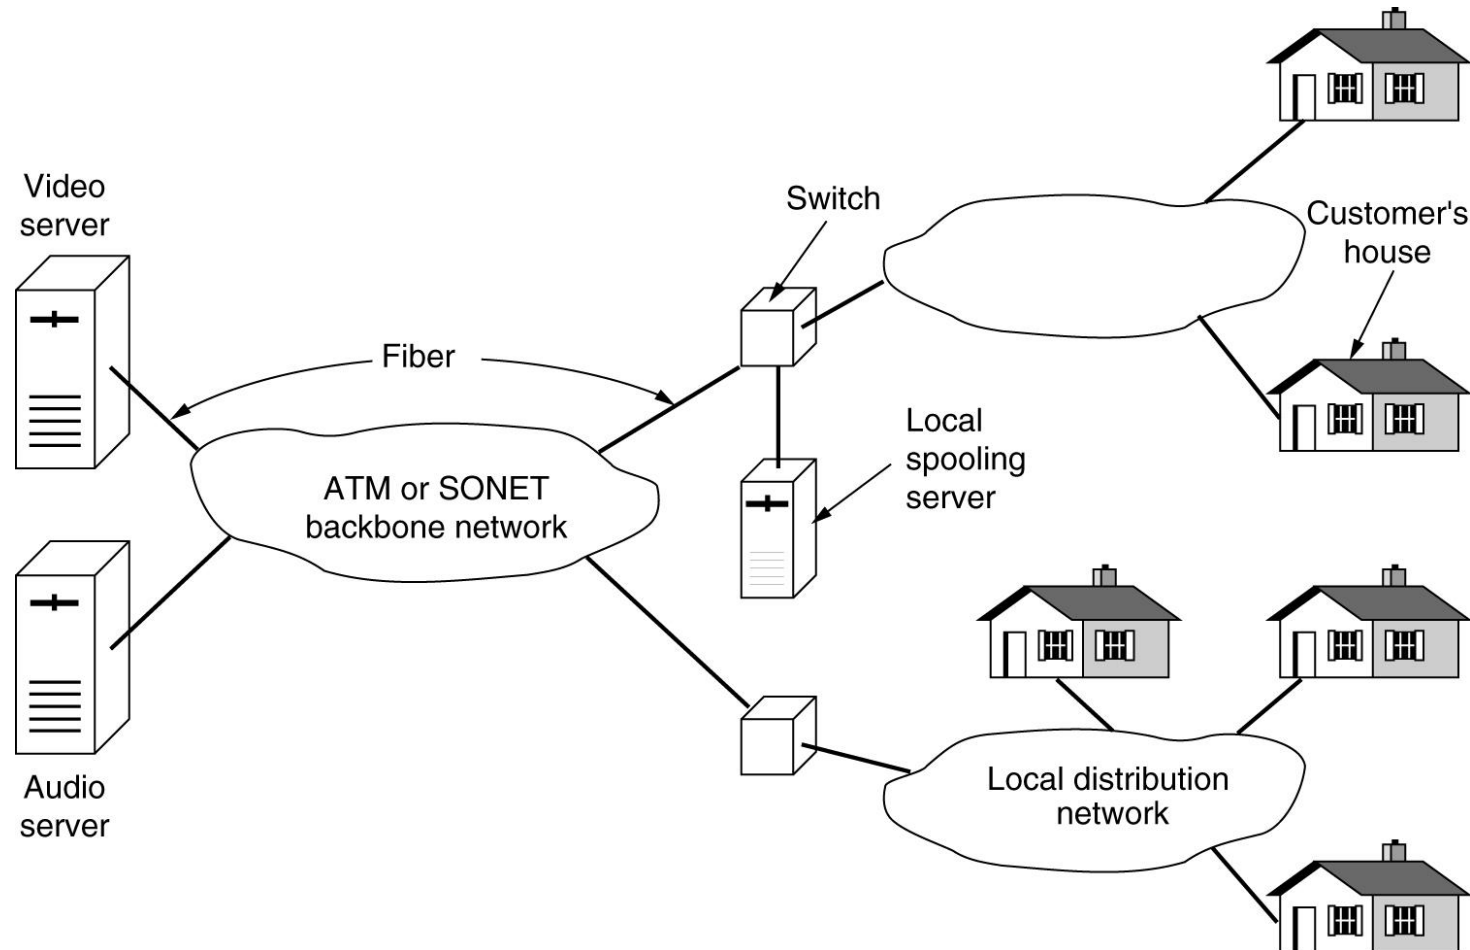 Video
server
Switch
Customer's
house
Fiber
Local
spooling
server
ATM or SONET
backbone network
Audio
server
Local distribution
network